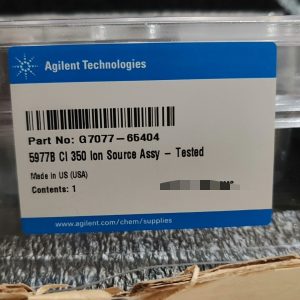 Agilent Technologies
Part No: G7077-65404
5977B CI 350 Ion Source Assy - Tested
Made in US (USA)
Contents: 1
www.agilent.com/chem/supplies